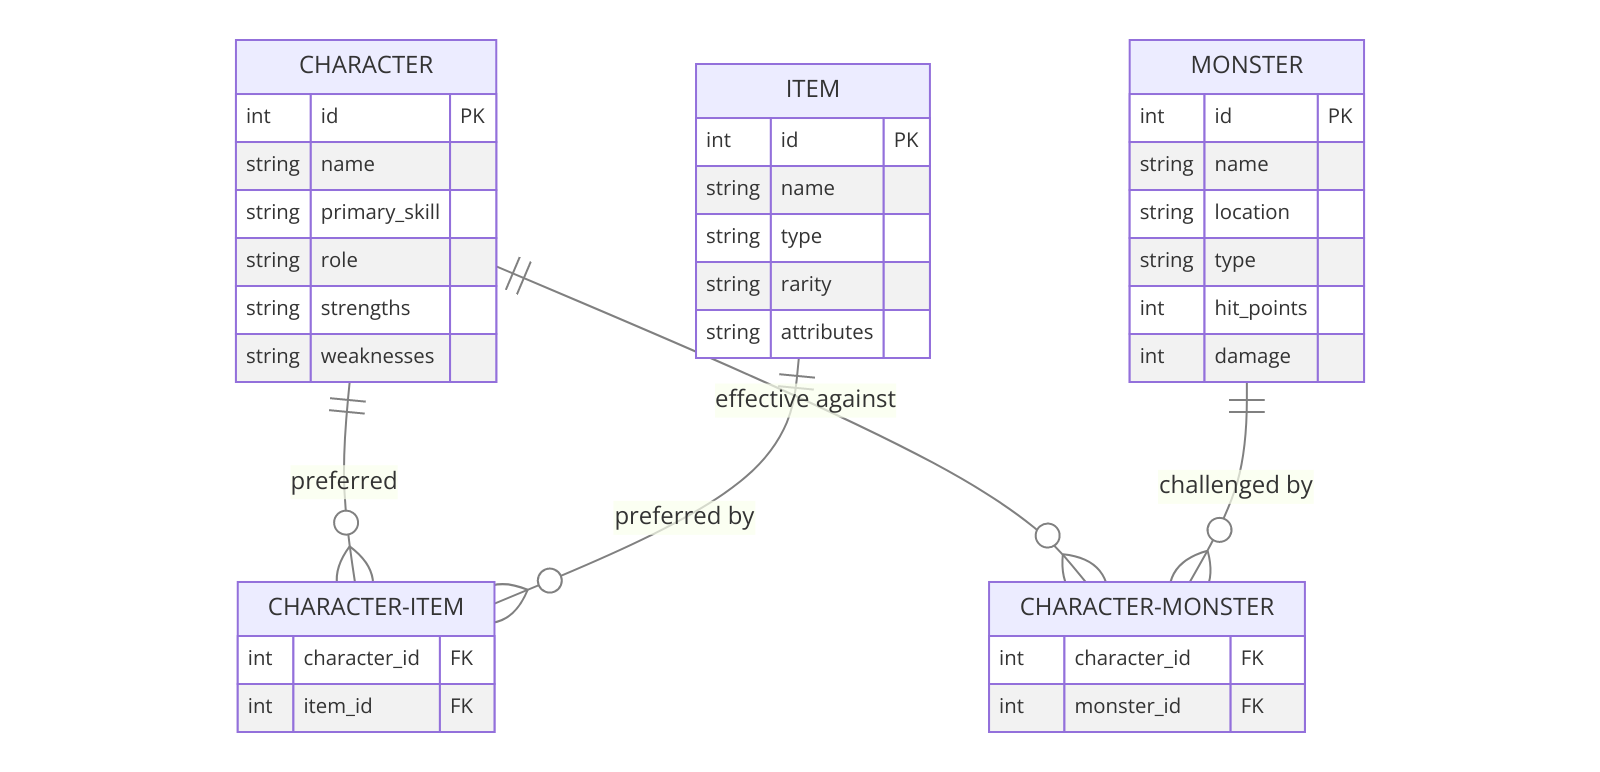 CHARACTER
int id PK
string name
string primary_skill
string role
string strengths
string weaknesses
ITEM
int id PK
string name
string type
string rarity
string attributes
MONSTER
int id PK
string name
string location
string type
int hit_points
int damage
effective against
preferred
challenged by
preferred by
CHARACTER-ITEM
int character_id FK
int item_id FK
CHARACTER-MONSTER
int character_id FK
int monster_id FK